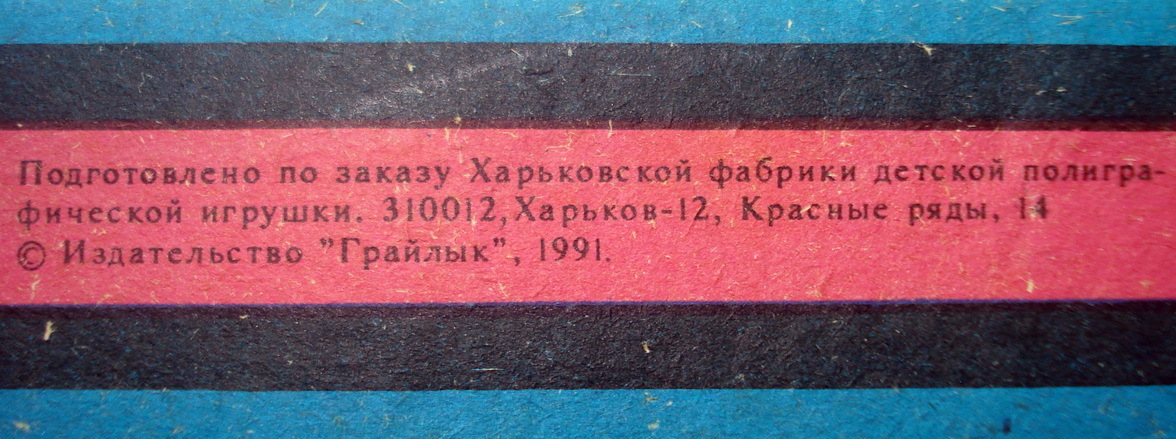 Подготовлено по заказу Харьковской фабрики детской полигра-
фической игрушки. 310012,Харьков-12, Красные ряды, 14
© Издательство "Грайлык", 1991.